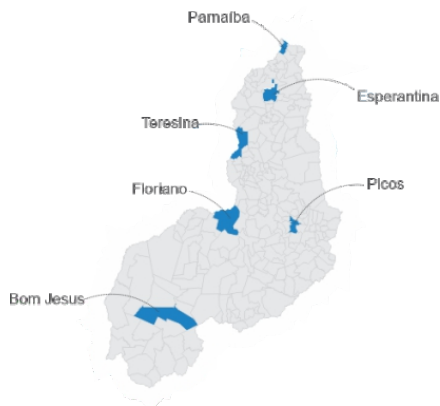 Parnaíba
Esperantina
Teresina
Floriano
Picos
Bom Jesus